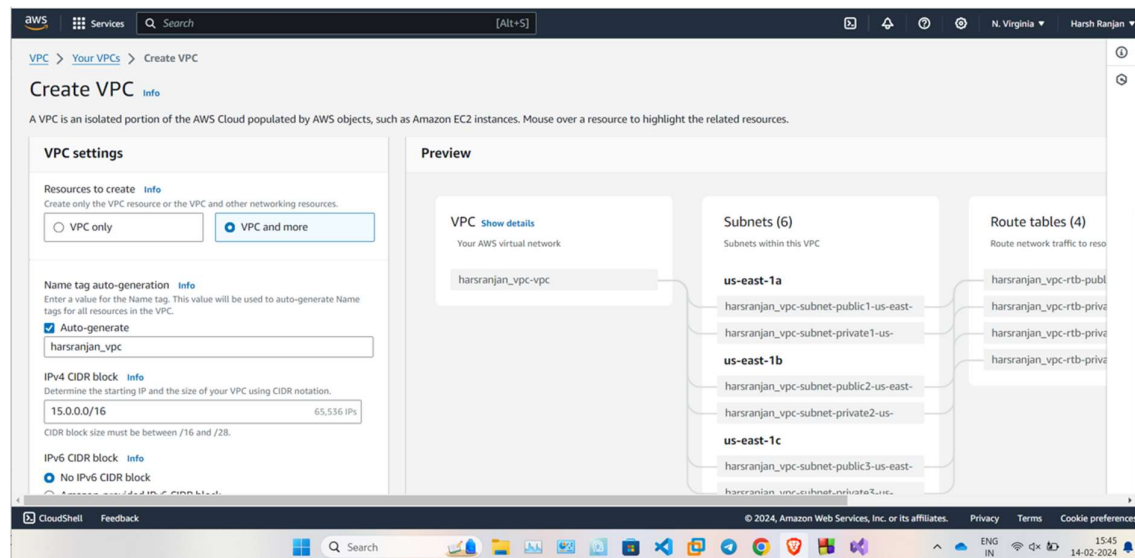 aws Services Search [Alt+S] N. Virginia Harsh Ranjan
VPC > Your VPCs > Create VPC
Create VPC Info
A VPC is an isolated portion of the AWS Cloud populated by AWS objects, such as Amazon EC2 instances. Mouse over a resource to highlight the related resources.
VPC settings
Resources to create Info
Create only the VPC resource or the VPC and other networking resources.
VPC only VPC and more
Name tag auto-generation Info
Enter a value for the Name tag. This value will be used to auto-generate Name
tags for all resources in the VPC.
Auto-generate
harsranjan_vpc
IPv4 CIDR block Info
Determine the starting IP and the size of your VPC using CIDR notation.
15.0.0.0/16 65,536 IPs
CIDR block size must be between /16 and /28.
IPv6 CIDR block Info
No IPv6 CIDR block
Amazon-provided IPv6 CIDR block
Preview
VPC Show details
Your AWS virtual network
harsranjan_vpc-vpc
Subnets (6)
Subnets within this VPC
us-east-1a
harsranjan_vpc-subnet-public1-us-east-
harsranjan_vpc-subnet-private1-us-
us-east-1b
harsranjan_vpc-subnet-public2-us-east-
harsranjan_vpc-subnet-private2-us-
us-east-1c
harsranjan_vpc-subnet-public3-us-east-
harsranjan_vpc-subnet-private3-us-
Route tables (4)
Route network traffic to reso
harsranjan_vpc-rtb-publ
harsranjan_vpc-rtb-priva
harsranjan_vpc-rtb-priva
harsranjan_vpc-rtb-priva
CloudShell Feedback © 2024, Amazon Web Services, Inc. or its affiliates. Privacy Terms Cookie preferences
Search ENG 15:45
IN 14-02-2024